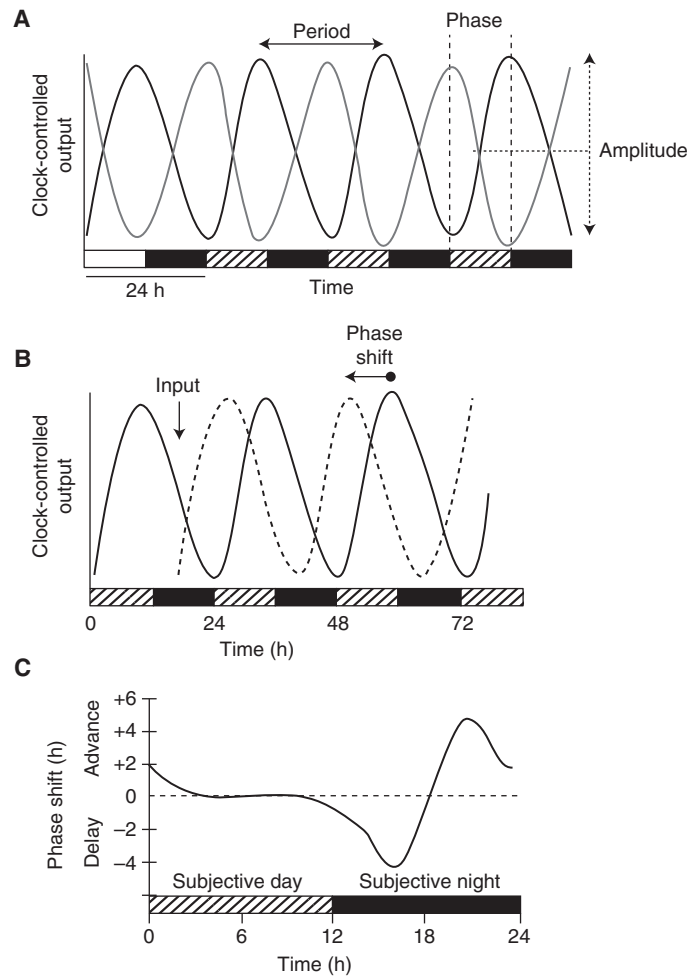 A
Period
Phase
Clock-controlled
output
Amplitude
24 h
Time
B
Phase
shift
Input
Clock-controlled
output
0
24
48
72
Time (h)
C
Phase shift (h)
Delay
Advance
+6
+4
+2
0
−2
−4
Subjective day
Subjective night
0
6
12
18
24
Time (h)